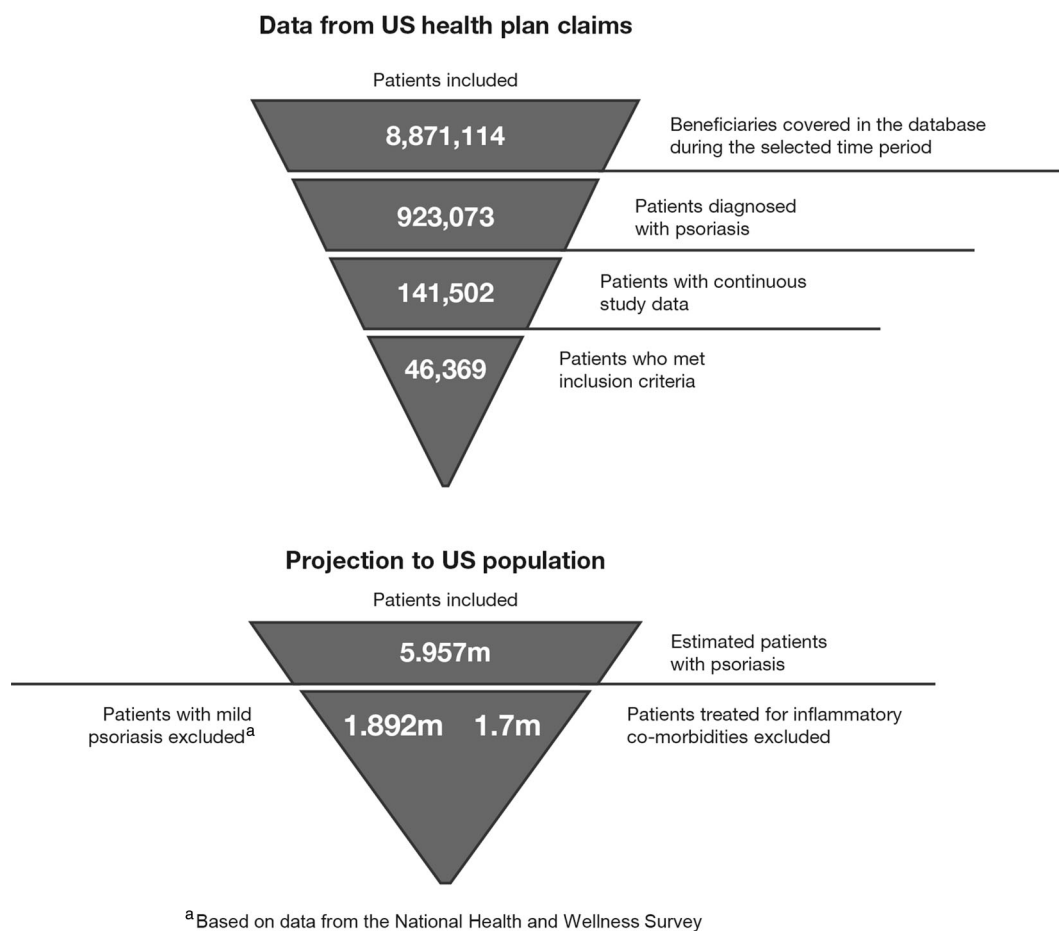 Data from US health plan claims
Patients included
8,871,114
Beneficiaries covered in the database
during the selected time period
923,073
Patients diagnosed
with psoriasis
141,502
Patients with continuous
study data
46,369
Patients who met
inclusion criteria
Projection to US population
Patients included
5.957m
Estimated patients
with psoriasis
Patients with mild
psoriasis excludedᵃ
1.892m 1.7m
Patients treated for inflammatory
co-morbidities excluded
ᵃBased on data from the National Health and Wellness Survey